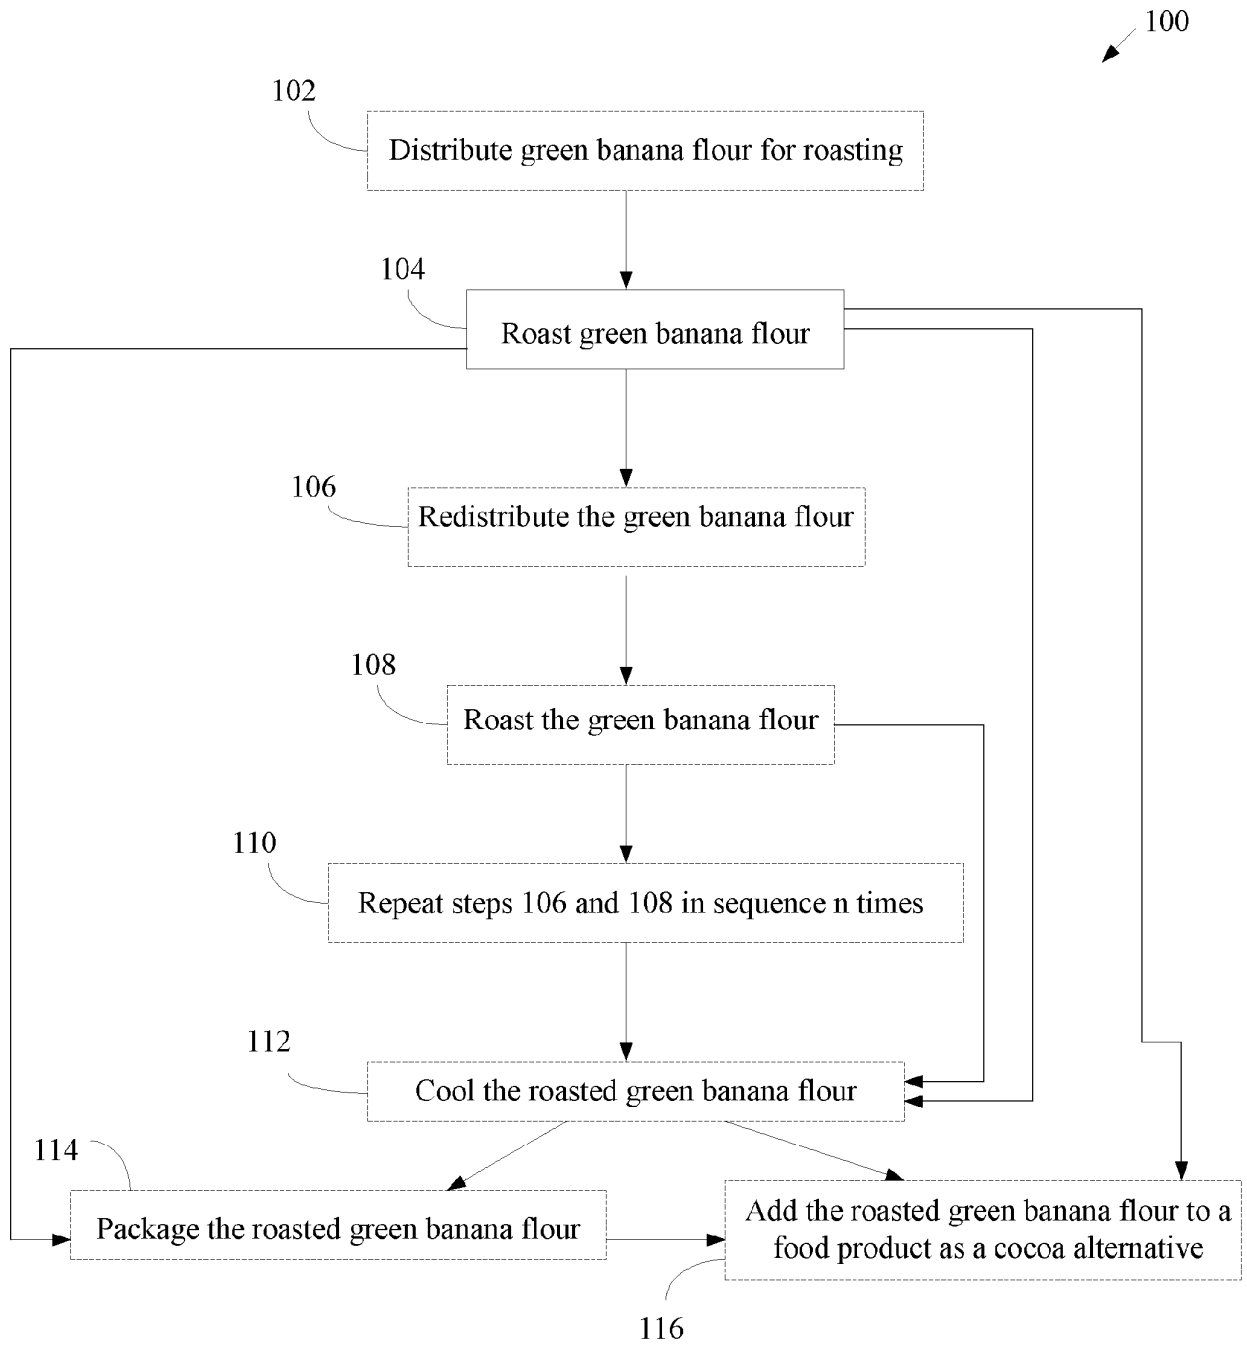 100
102
Distribute green banana flour for roasting
104
Roast green banana flour
106
Redistribute the green banana flour
108
Roast the green banana flour
110
Repeat steps 106 and 108 in sequence n times
112
Cool the roasted green banana flour
114
Package the roasted green banana flour
Add the roasted green banana flour to a
food product as a cocoa alternative
116